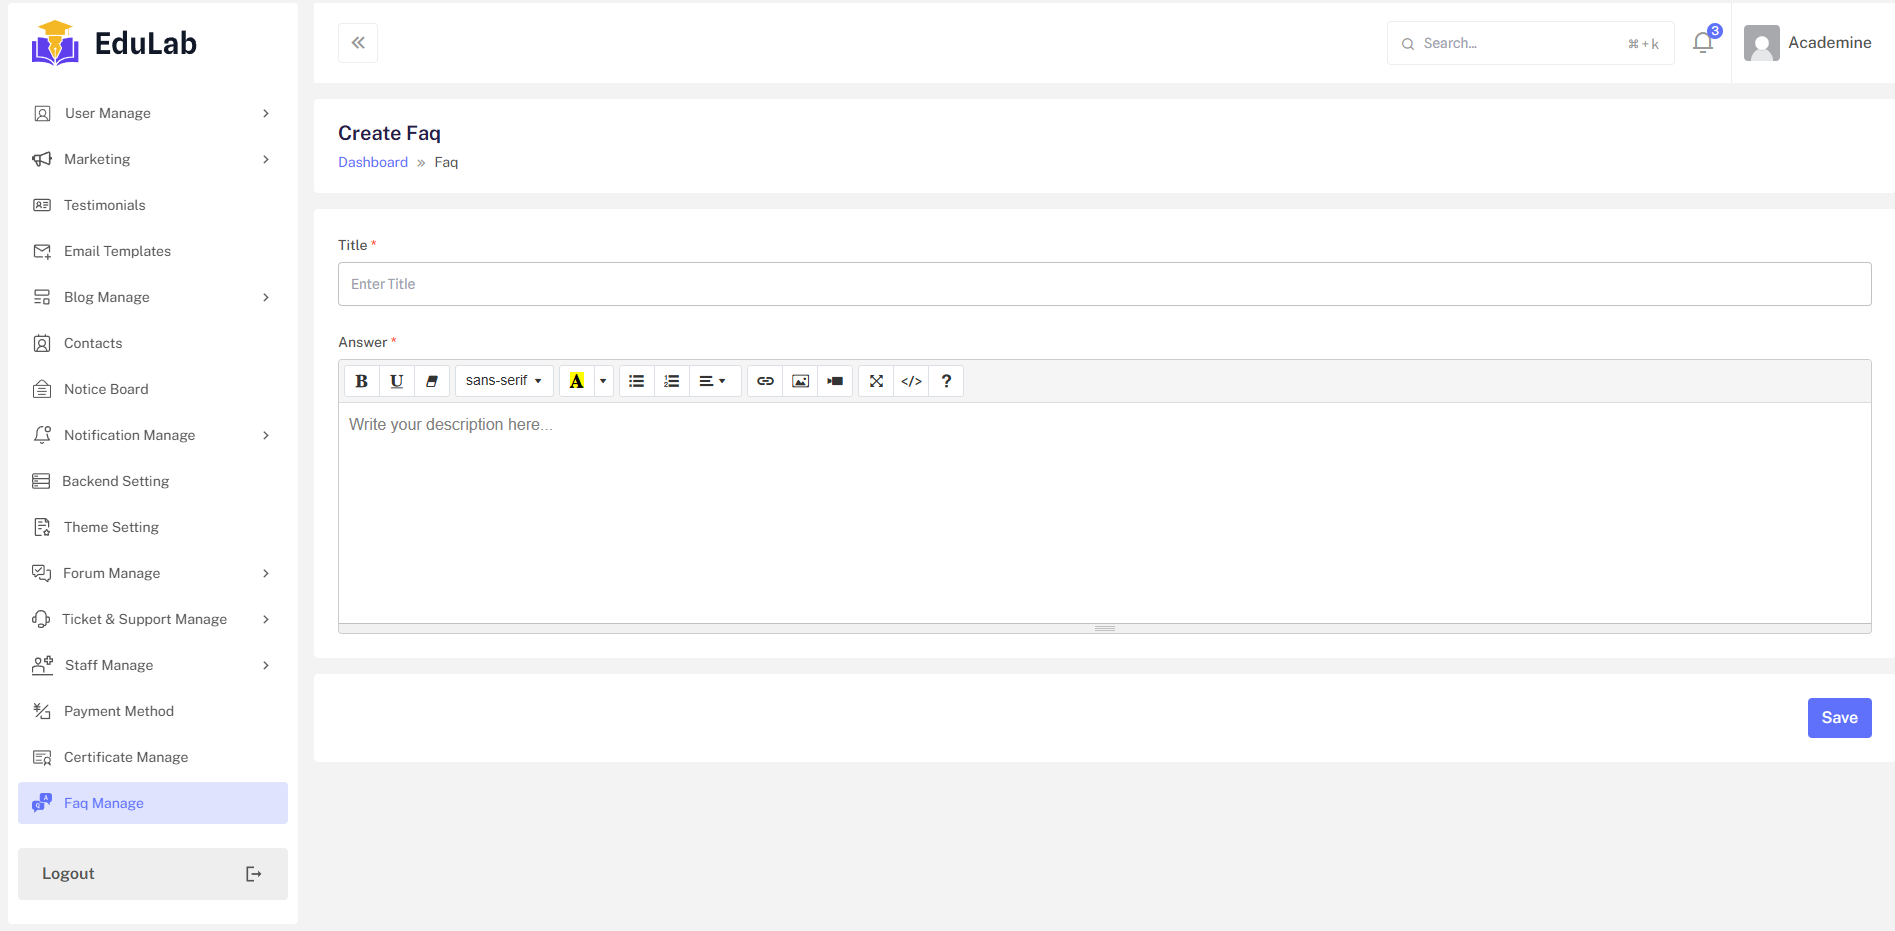 EduLab
User Manage
Marketing
Testimonials
Email Templates
Blog Manage
Contacts
Notice Board
Notification Manage
Backend Setting
Theme Setting
Forum Manage
Ticket & Support Manage
Staff Manage
Payment Method
Certificate Manage
Faq Manage
Logout
Search...
⌘ + k
3
Academine
Create Faq
Dashboard » Faq
Title *
Enter Title
Answer *
B U sans-serif A </> ?
Write your description here...
Save